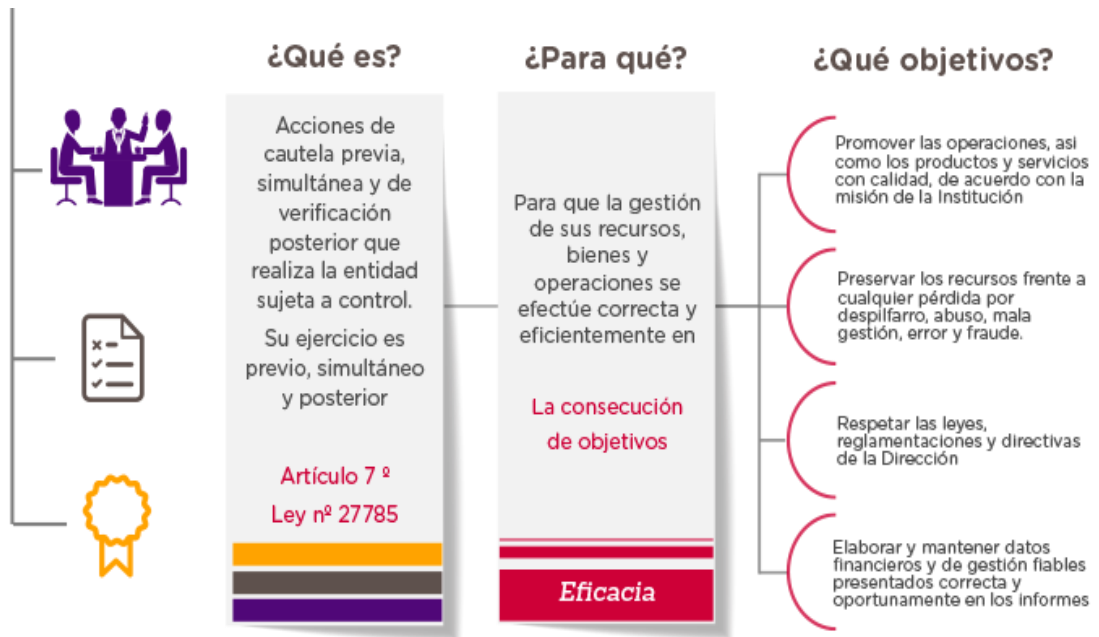 ¿Qué es?
Acciones de
cautela previa,
simultánea y de
verificación
posterior que
realiza la entidad
sujeta a control.
Su ejercicio es
previo, simultáneo
y posterior
Artículo 7 º
Ley nº 27785
¿Para qué?
Para que la gestión
de sus recursos,
bienes y
operaciones se
efectúe correcta y
eficientemente en
La consecución
de objetivos
Eficacia
¿Qué objetivos?
Promover las operaciones, asi
como los productos y servicios
con calidad, de acuerdo con la
misión de la Institución
Preservar los recursos frente a
cualquier pérdida por
despilfarro, abuso, mala
gestión, error y fraude.
Respetar las leyes,
reglamentaciones y directivas
de la Dirección
Elaborar y mantener datos
financieros y de gestión fiables
presentados correcta y
oportunamente en los informes